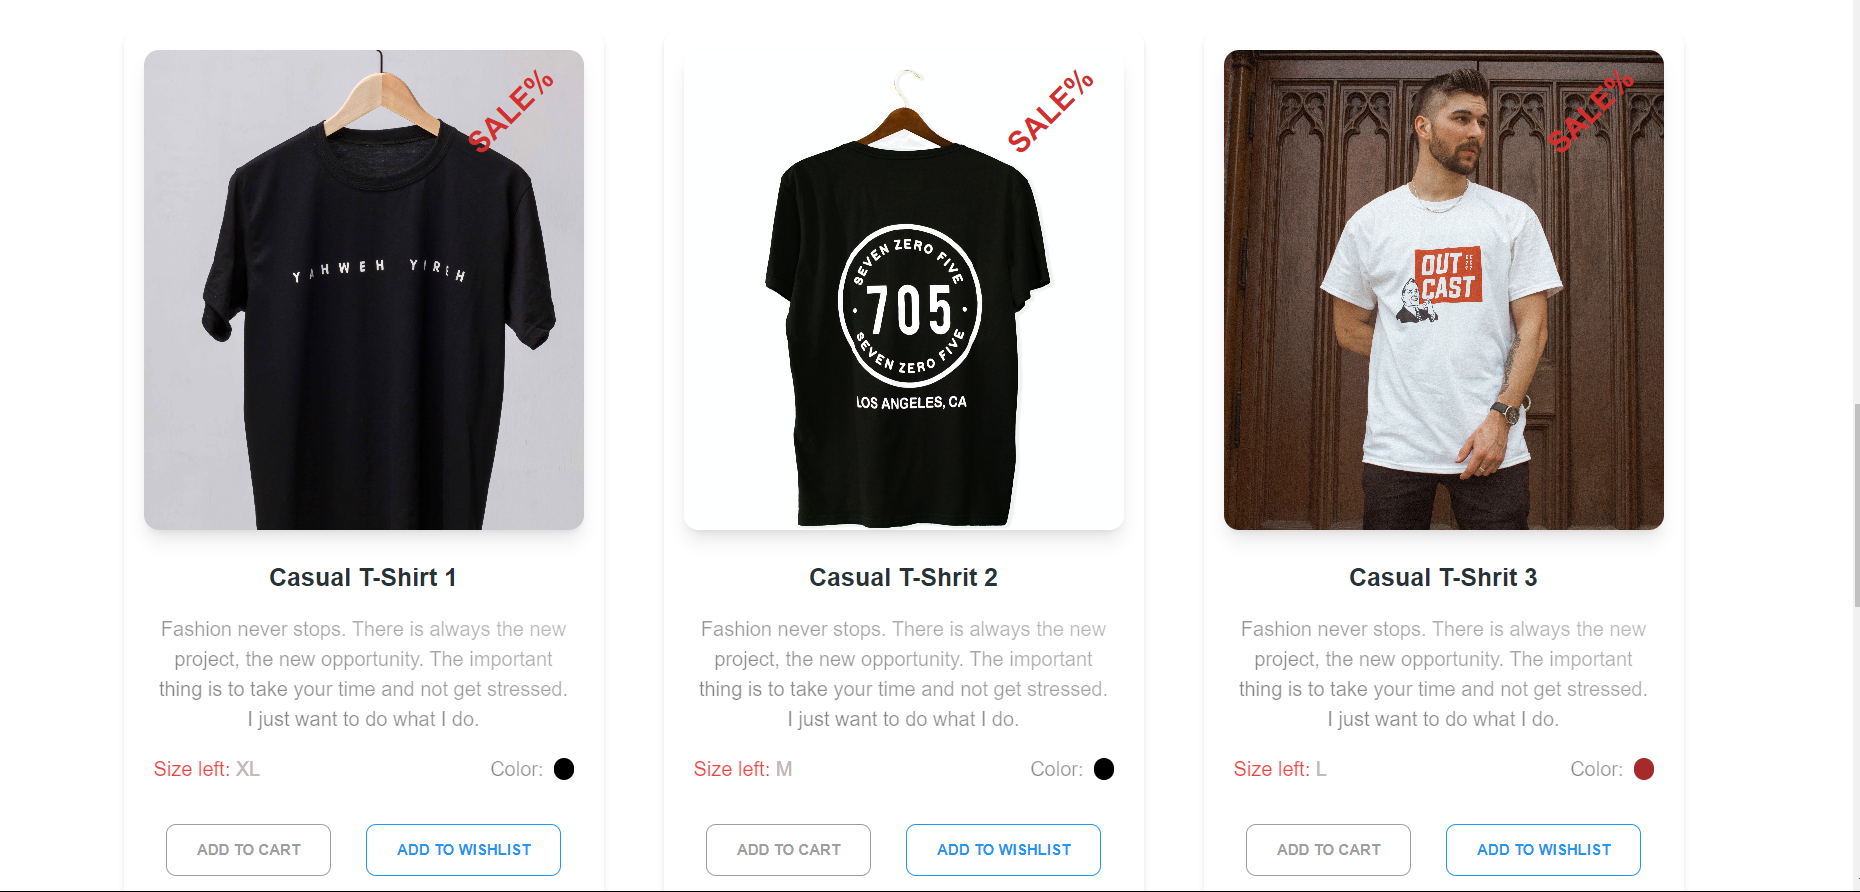 SALE%
YAHWEH YIREH
Casual T-Shirt 1
Fashion never stops. There is always the new
project, the new opportunity. The important
thing is to take your time and not get stressed.
I just want to do what I do.
Size left: XL
Color:
ADD TO CART
ADD TO WISHLIST
SALE%
SEVEN ZERO FIVE
705
SEVEN ZERO FIVE
LOS ANGELES, CA
Casual T-Shrit 2
Fashion never stops. There is always the new
project, the new opportunity. The important
thing is to take your time and not get stressed.
I just want to do what I do.
Size left: M
Color:
ADD TO CART
ADD TO WISHLIST
SALE%
OUT
CAST
Casual T-Shrit 3
Fashion never stops. There is always the new
project, the new opportunity. The important
thing is to take your time and not get stressed.
I just want to do what I do.
Size left: L
Color:
ADD TO CART
ADD TO WISHLIST